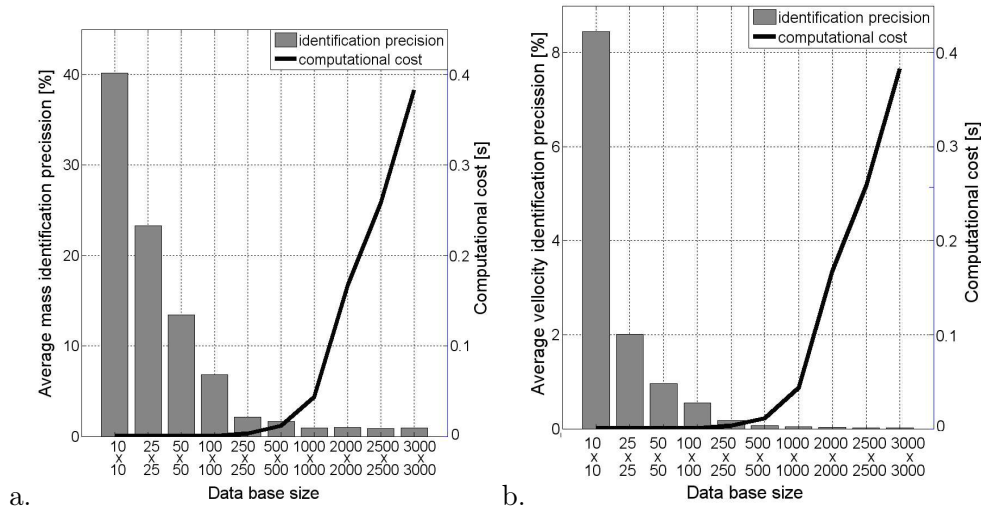 identification precision
computational cost
Average mass identification precission [%]
40
30
20
10
0
0.4
0.3
0.2
0.1
0
Computational cost [s]
10 x 10
25 x 25
50 x 50
100 x 100
250 x 250
500 x 500
1000 x 1000
2000 x 2000
2500 x 2500
3000 x 3000
Data base size
a.
identification precision
computational cost
Average vellocity identification precission [%]
8
6
4
2
0
0.4
0.3
0.2
0.1
0
Computational cost [s]
10 x 10
25 x 25
50 x 50
100 x 100
250 x 250
500 x 500
1000 x 1000
2000 x 2000
2500 x 2500
3000 x 3000
Data base size
b.